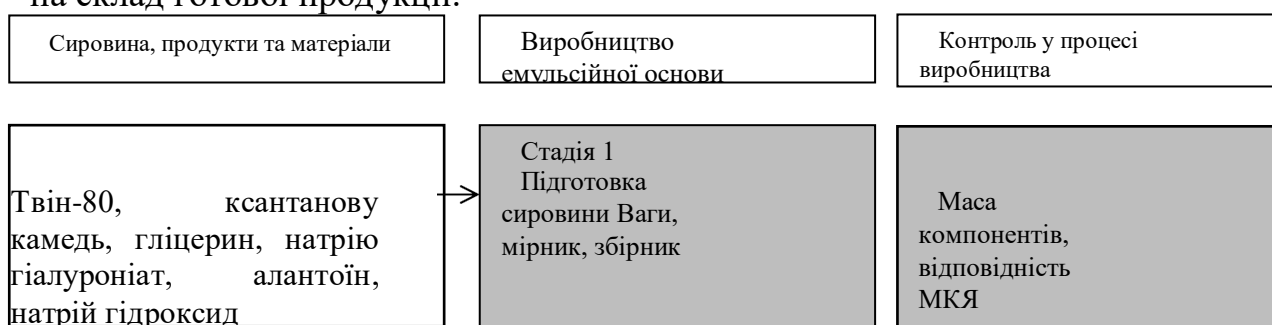 на склад готової продукції.
Сировина, продукти та матеріали
Виробництво
емульсійної основи
Контроль у процесі
виробництва
Твін-80, ксантанову
камедь, гліцерин, натрію
гіалуроніат, алантоїн,
натрій гідроксид
Стадія 1
Підготовка
сировини Ваги,
мірник, збірник
Маса
компонентів,
відповідність
МКЯ